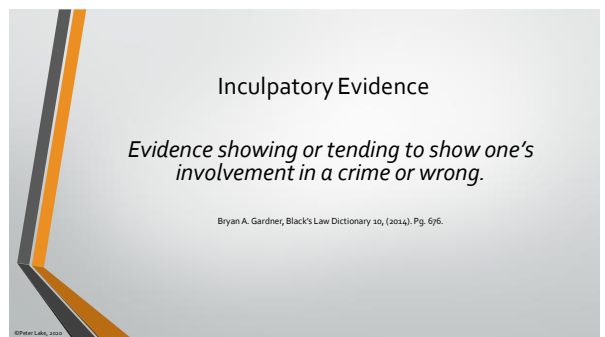 Inculpatory Evidence
Evidence showing or tending to show one’s
involvement in a crime or wrong.
Bryan A. Gardner, Black’s Law Dictionary 10, (2014). Pg. 676.
©Peter Lake, 2020